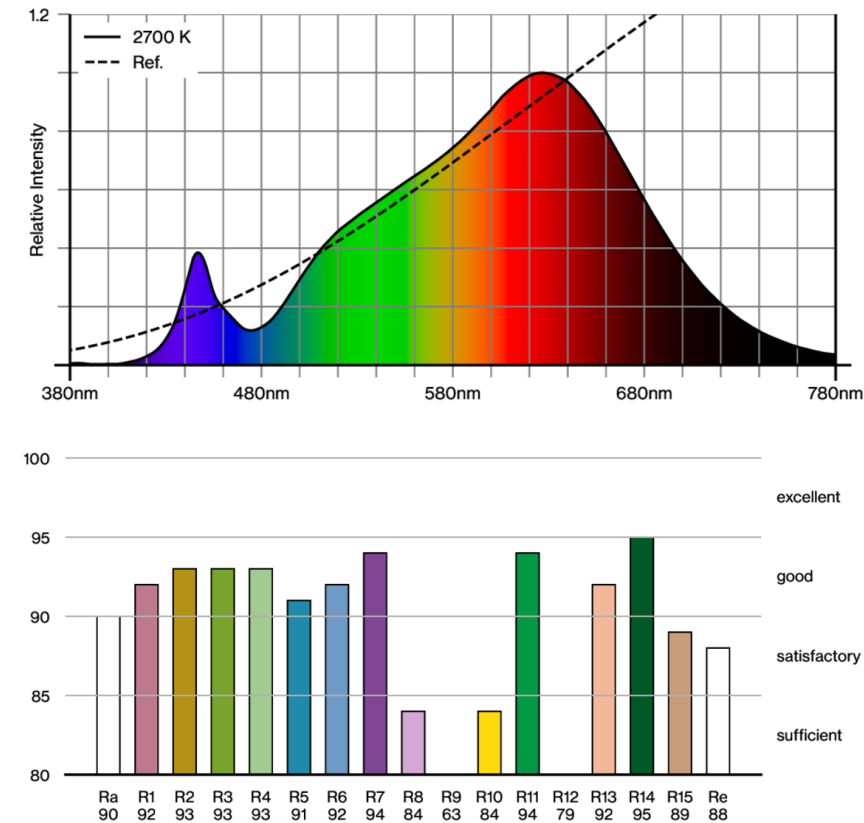 1.2
2700 K
Ref.
Relative Intensity
380nm 480nm 580nm 680nm 780nm
100
excellent
95
good
90
satisfactory
85
sufficient
80
Ra R1 R2 R3 R4 R5 R6 R7 R8 R9 R10 R11 R12 R13 R14 R15 Re
90 92 93 93 93 91 92 94 84 63 84 94 79 92 95 89 88